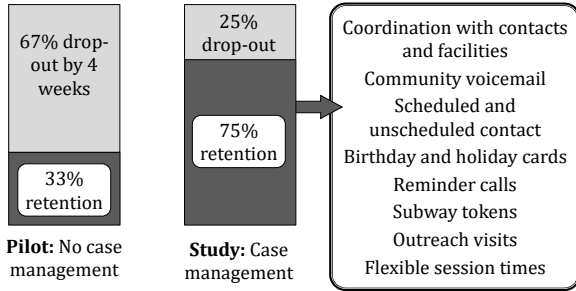 67% drop-
out by 4
weeks
33%
retention
Pilot: No case
management
25%
drop-out
75%
retention
Study: Case
management
Coordination with contacts
and facilities
Community voicemail
Scheduled and
unscheduled contact
Birthday and holiday cards
Reminder calls
Subway tokens
Outreach visits
Flexible session times